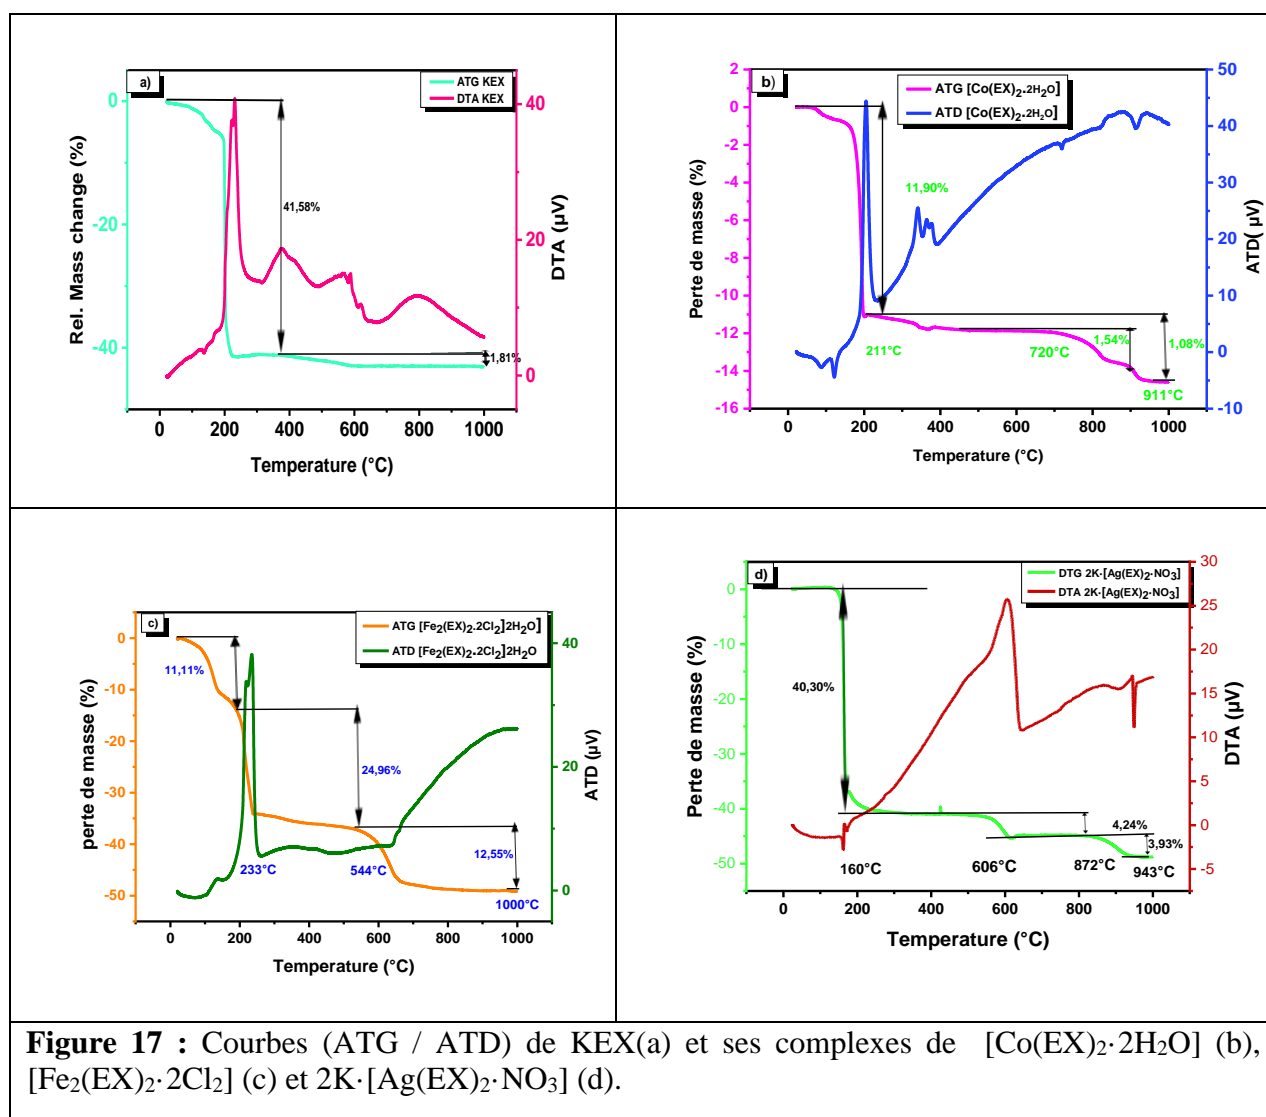 a)
ATG KEX
DTA KEX
0
-20
-40
Rel. Mass change (%)
41,58%
1,81%
40
20
0
DTA (µV)
0 200 400 600 800 1000
Temperature (°C)
b)
ATG [Co(EX)₂.2H₂O]
ATD [Co(EX)₂.2H₂O]
2
0
-2
-4
-6
-8
-10
-12
-14
-16
Perte de masse (%)
11,90%
211°C
720°C
1,54%
1,08%
911°C
50
40
30
20
10
0
-10
ATD( µV)
0 200 400 600 800 1000
Temperature (°C)
c)
ATG [Fe₂(EX)₂.2Cl₂]2H₂O]
ATD [Fe₂(EX)₂.2Cl₂]2H₂O
0
-10
-20
-30
-40
-50
perte de masse (%)
11,11%
24,96%
12,55%
233°C
544°C
1000°C
40
20
0
ATD (µV)
0 200 400 600 800 1000
Temperature (°C)
d)
DTG 2K·[Ag(EX)₂·NO₃]
DTA 2K·[Ag(EX)₂·NO₃]
0
-10
-20
-30
-40
-50
Perte de masse (%)
40,30%
4,24%
3,93%
160°C
606°C
872°C
943°C
30
25
20
15
10
5
0
-5
DTA (µV)
0 200 400 600 800 1000
Temperature (°C)
Figure 17 : Courbes (ATG / ATD) de KEX(a) et ses complexes de [Co(EX)₂·2H₂O] (b),
[Fe₂(EX)₂·2Cl₂] (c) et 2K·[Ag(EX)₂·NO₃] (d).